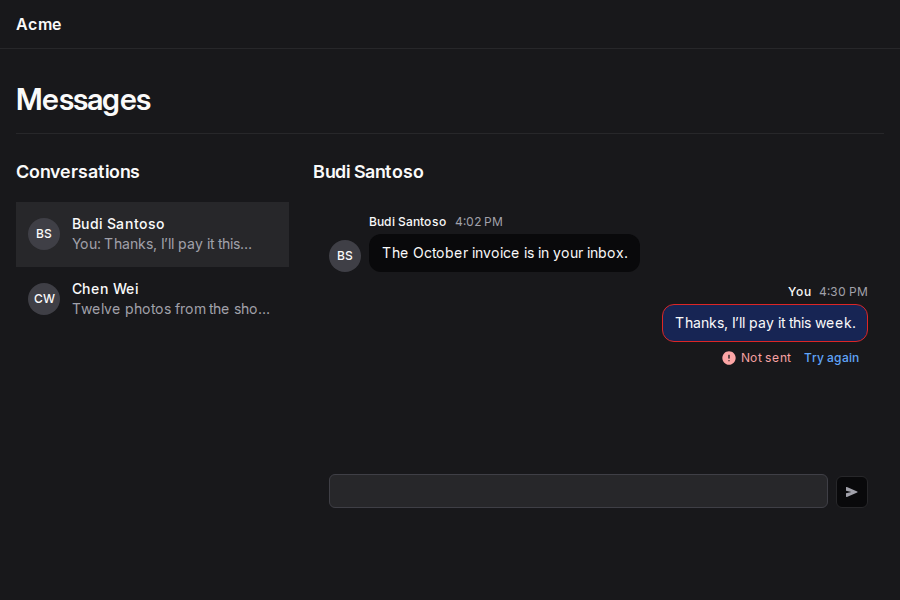 Acme
Messages
Conversations
BS
Budi Santoso
You: Thanks, I’ll pay it this…
CW
Chen Wei
Twelve photos from the sho…
Budi Santoso
Budi Santoso 4:02 PM
BS
The October invoice is in your inbox.
You 4:30 PM
Thanks, I’ll pay it this week.
Not sent Try again